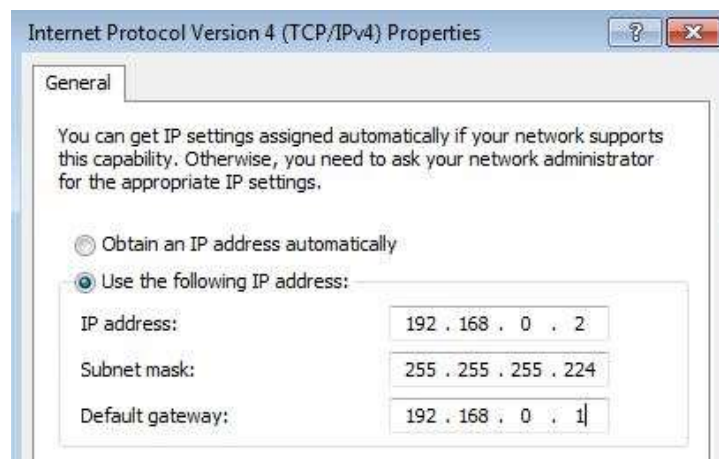 Internet Protocol Version 4 (TCP/IPv4) Properties
General
You can get IP settings assigned automatically if your network supports
this capability. Otherwise, you need to ask your network administrator
for the appropriate IP settings.
Obtain an IP address automatically
Use the following IP address:
IP address: 192 . 168 . 0 . 2
Subnet mask: 255 . 255 . 255 . 224
Default gateway: 192 . 168 . 0 . 1